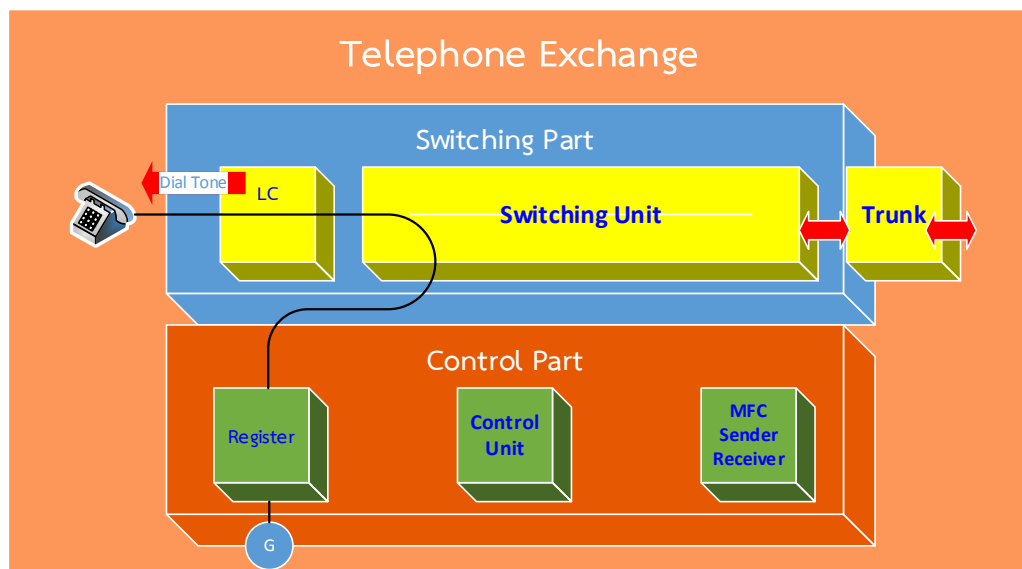 Telephone Exchange
Switching Part
Dial Tone
LC
Switching Unit
Trunk
Control Part
Register
Control
Unit
MFC
Sender
Receiver
G